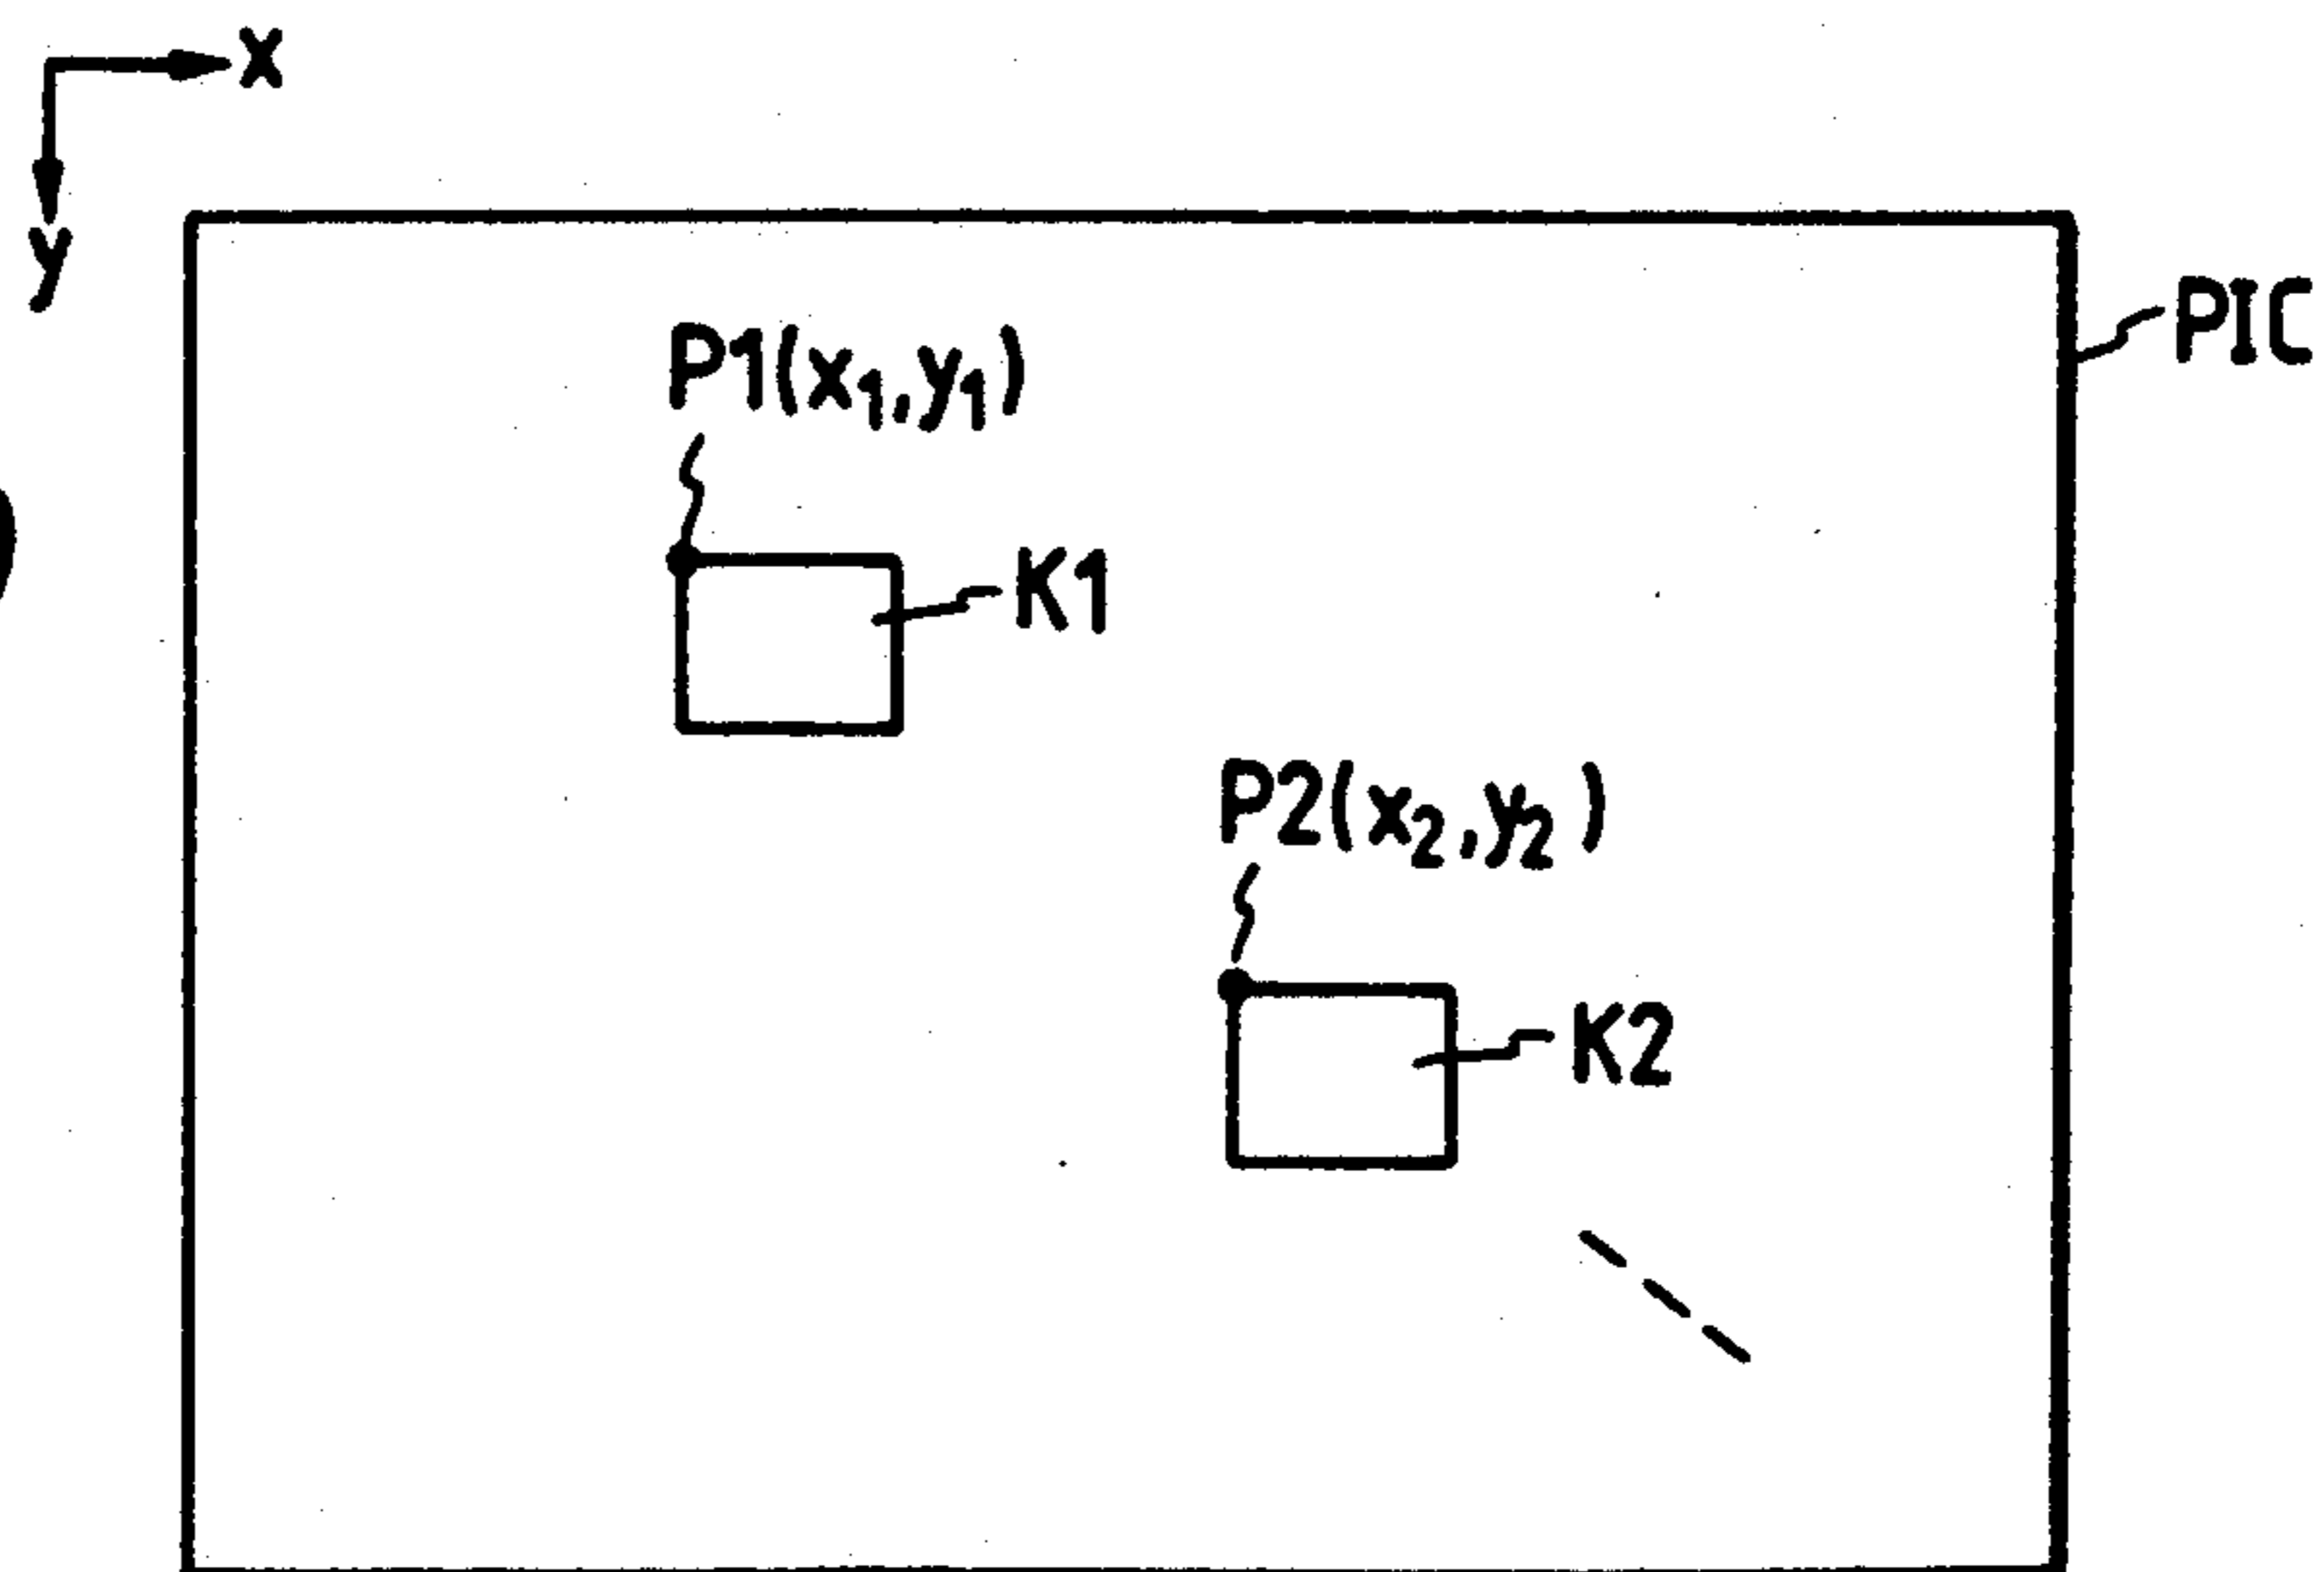 x
y
PIC
P1(x₁,y₁)
K1
P2(x₂,y₂)
K2